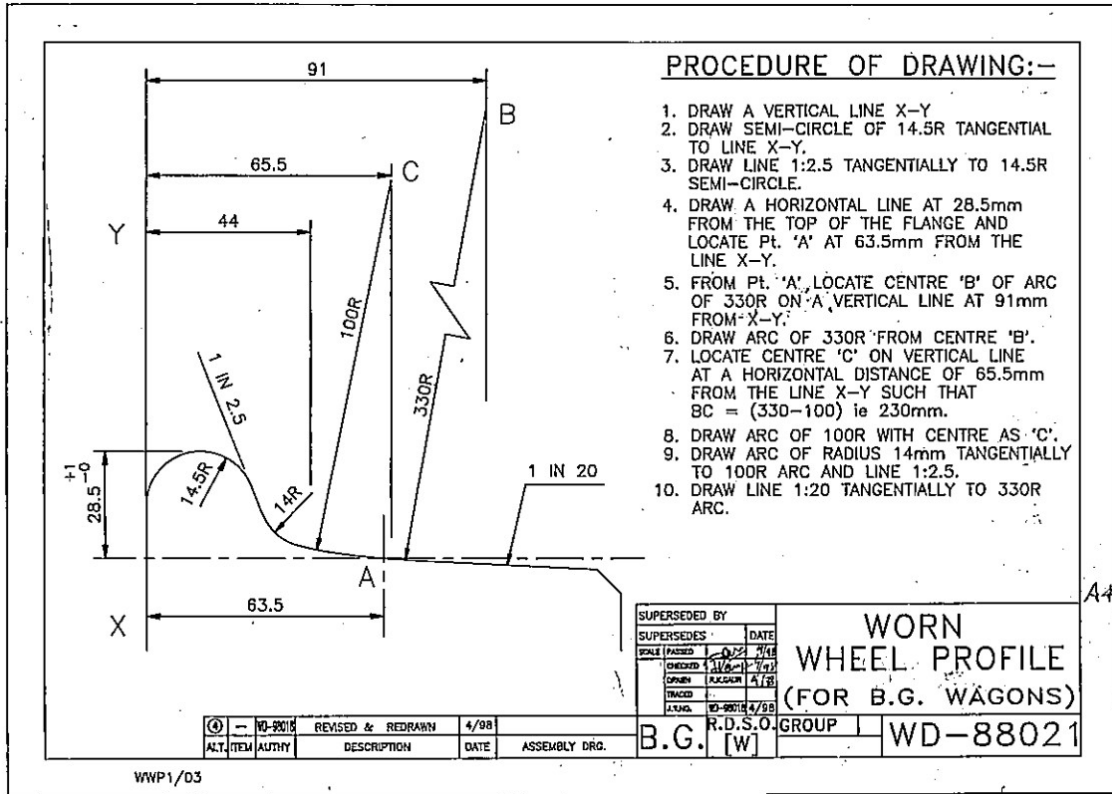 91
B
65.5
C
44
Y
100R
330R
1 IN 2.5
+1
28.5 -0
14.5R
14R
1 IN 20
A
63.5
X
PROCEDURE OF DRAWING:-
1. DRAW A VERTICAL LINE X-Y
2. DRAW SEMI-CIRCLE OF 14.5R TANGENTIAL
TO LINE X-Y.
3. DRAW LINE 1:2.5 TANGENTIALLY TO 14.5R
SEMI-CIRCLE.
4. DRAW A HORIZONTAL LINE AT 28.5mm
FROM THE TOP OF THE FLANGE AND
LOCATE Pt. 'A' AT 63.5mm FROM THE
LINE X-Y.
5. FROM Pt. 'A', LOCATE CENTRE 'B' OF ARC
OF 330R ON A VERTICAL LINE AT 91mm
FROM X-Y.
6. DRAW ARC OF 330R FROM CENTRE 'B'.
7. LOCATE CENTRE 'C' ON VERTICAL LINE
AT A HORIZONTAL DISTANCE OF 65.5mm
FROM THE LINE X-Y SUCH THAT
BC = (330-100) ie 230mm.
8. DRAW ARC OF 100R WITH CENTRE AS 'C'.
9. DRAW ARC OF RADIUS 14mm TANGENTIALLY
TO 100R ARC AND LINE 1:2.5.
10. DRAW LINE 1:20 TANGENTIALLY TO 330R
ARC.
A4
SUPERSEDED BY
SUPERSEDES DATE
SCALE PASSED
CHECKED
DRAWN
TRACED
WD-98018 4/98
WORN
WHEEL PROFILE
(FOR B.G. WAGONS)
B.G. R.D.S.O. [W] GROUP WD-88021
4 - WD-98018 REVISED & REDRAWN 4/98
ALT. ITEM AUTHY DESCRIPTION DATE ASSEMBLY DRG.
WWP1/D3